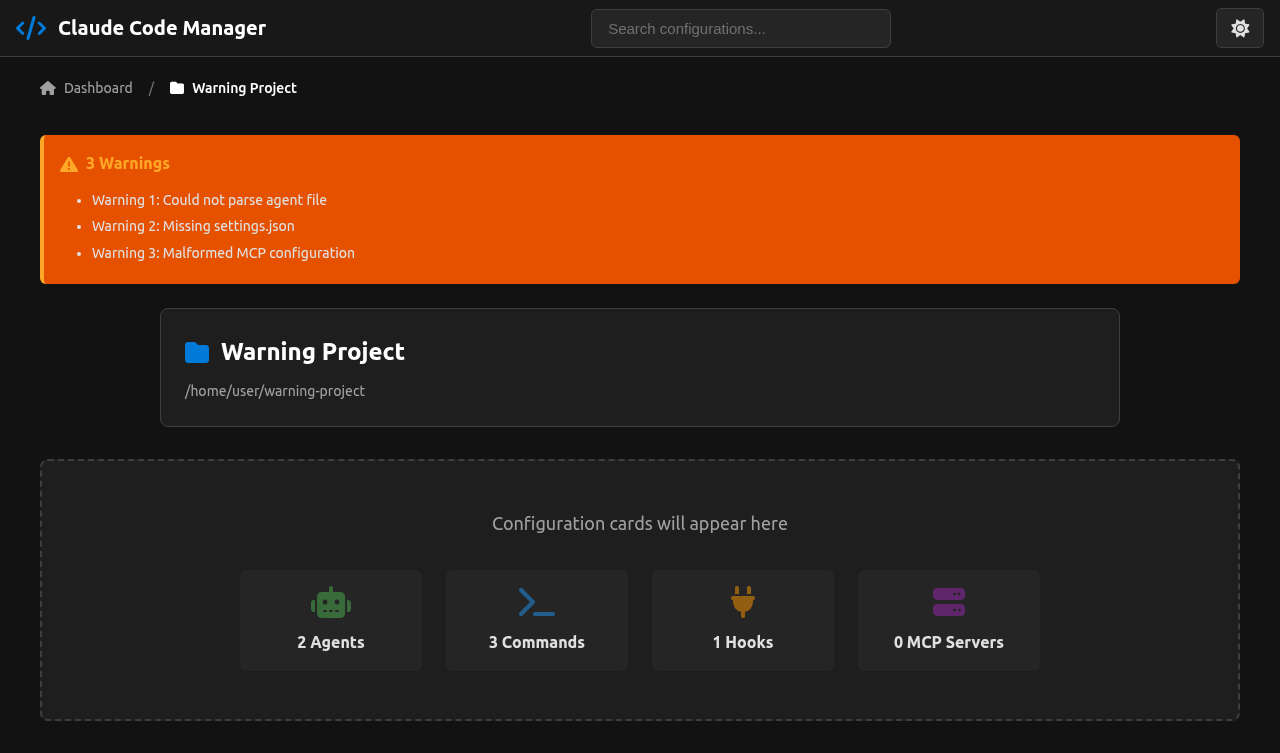 Claude Code Manager
Search configurations...
Dashboard / Warning Project
3 Warnings
Warning 1: Could not parse agent file
Warning 2: Missing settings.json
Warning 3: Malformed MCP configuration
Warning Project
/home/user/warning-project
Configuration cards will appear here
2 Agents
3 Commands
1 Hooks
0 MCP Servers